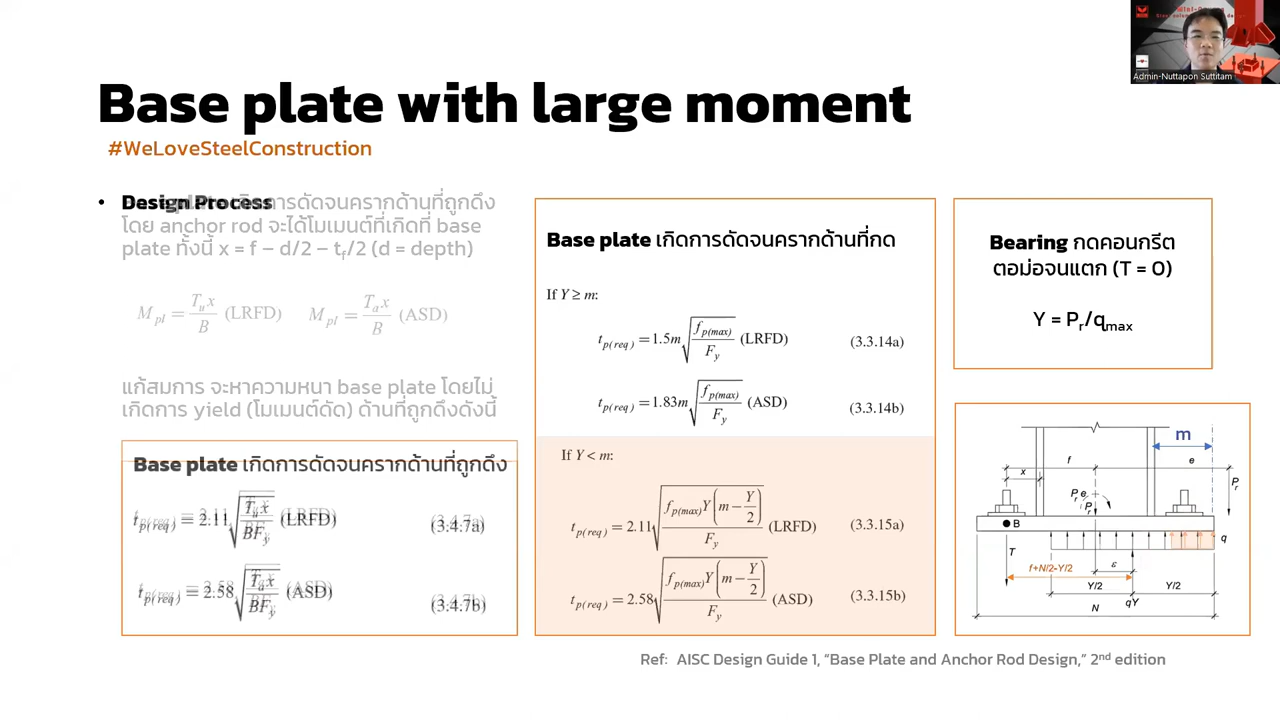 Admin-Nuttapon Suttitam
Base plate with large moment
#WeLoveSteelConstruction
• Design Process
การดัดจนครากด้านที่ถูกดึง
โดย anchor rod จะได้โมเมนต์ที่เกิดที่ base
plate ทั้งนี้ x = f – d/2 – t_f/2 (d = depth)
M_pl = T_u x / B (LRFD) M_pl = T_a x / B (ASD)
แก้สมการ จะหาความหนา base plate โดยไม่
เกิดการ yield (โมเมนต์ดัด) ด้านที่ถูกดึงดังนี้
Base plate เกิดการดัดจนครากด้านที่ถูกดึง
t_p(req) = 2.11√(T_u x / BF_y) (LRFD) (3.4.7a)
t_p(req) = 2.58√(T_a x / BF_y) (ASD) (3.4.7b)
Base plate เกิดการดัดจนครากด้านที่กด
If Y ≥ m:
t_p(req) = 1.5m√(f_p(max) / F_y) (LRFD) (3.3.14a)
t_p(req) = 1.83m√(f_p(max) / F_y) (ASD) (3.3.14b)
If Y < m:
t_p(req) = 2.11√(f_p(max) Y (m − Y/2) / F_y) (LRFD) (3.3.15a)
t_p(req) = 2.58√(f_p(max) Y (m − Y/2) / F_y) (ASD) (3.3.15b)
Bearing กดคอนกรีต
ตอม่อจนแตก (T = 0)
Y = P_r/q_max
m
f
e
x
P_r e
P_r
P_r
B
q
T
ε
f+N/2-Y/2
Y/2
Y/2
qY
N
Ref: AISC Design Guide 1, “Base Plate and Anchor Rod Design,” 2nd edition